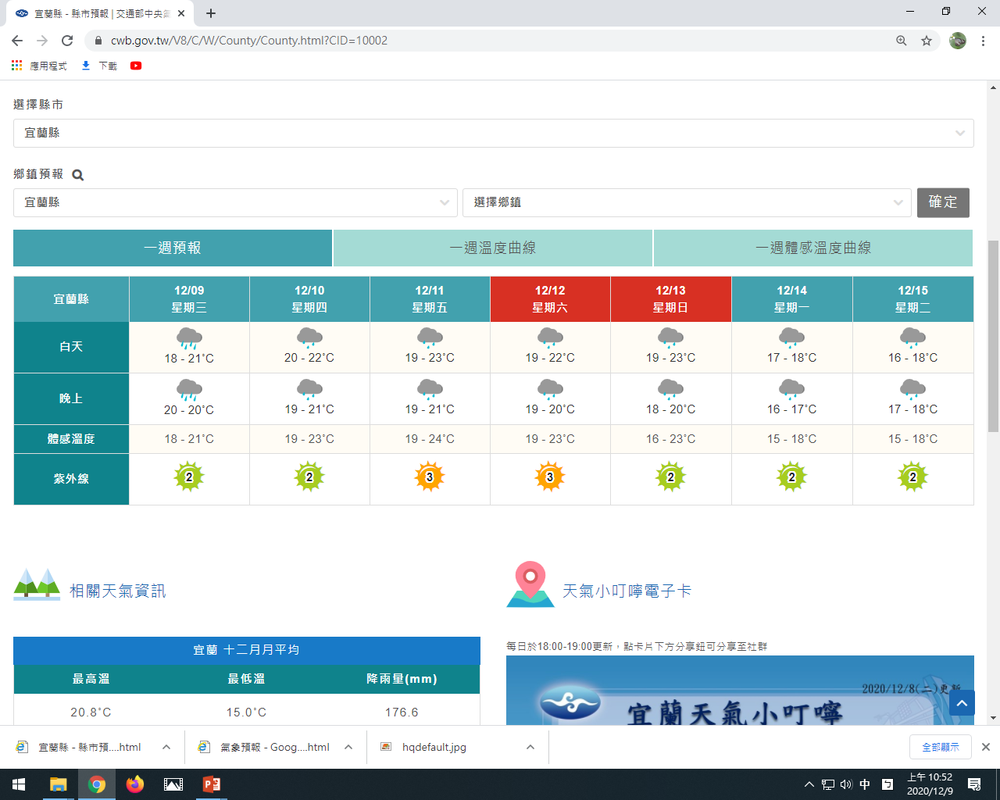 宜蘭縣 - 縣市預報 | 交通部中央氣
cwb.gov.tw/V8/C/W/County/County.html?CID=10002
應用程式 下載
選擇縣市
宜蘭縣
鄉鎮預報
宜蘭縣 選擇鄉鎮 確定
一週預報 一週溫度曲線 一週體感溫度曲線
宜蘭縣 12/09 星期三 12/10 星期四 12/11 星期五 12/12 星期六 12/13 星期日 12/14 星期一 12/15 星期二
白天 18 - 21˚C 20 - 22˚C 19 - 23˚C 19 - 22˚C 19 - 23˚C 17 - 18˚C 16 - 18˚C
晚上 20 - 20˚C 19 - 21˚C 19 - 21˚C 19 - 20˚C 18 - 20˚C 16 - 17˚C 17 - 18˚C
體感溫度 18 - 21˚C 19 - 23˚C 19 - 24˚C 19 - 23˚C 16 - 23˚C 15 - 18˚C 15 - 18˚C
紫外線 2 2 3 3 2 2 2
相關天氣資訊
宜蘭 十二月月平均
最高溫 最低溫 降雨量(mm)
20.8˚C 15.0˚C 176.6
天氣小叮嚀電子卡
每日於18:00-19:00更新，點卡片下方分享鈕可分享至社群
2020/12/8(二)更新
宜蘭天氣小叮嚀
宜蘭縣 - 縣市預....html 氣象預報 - Goog....html hqdefault.jpg 全部顯示
中 ㄅ 上午 10:52
2020/12/9